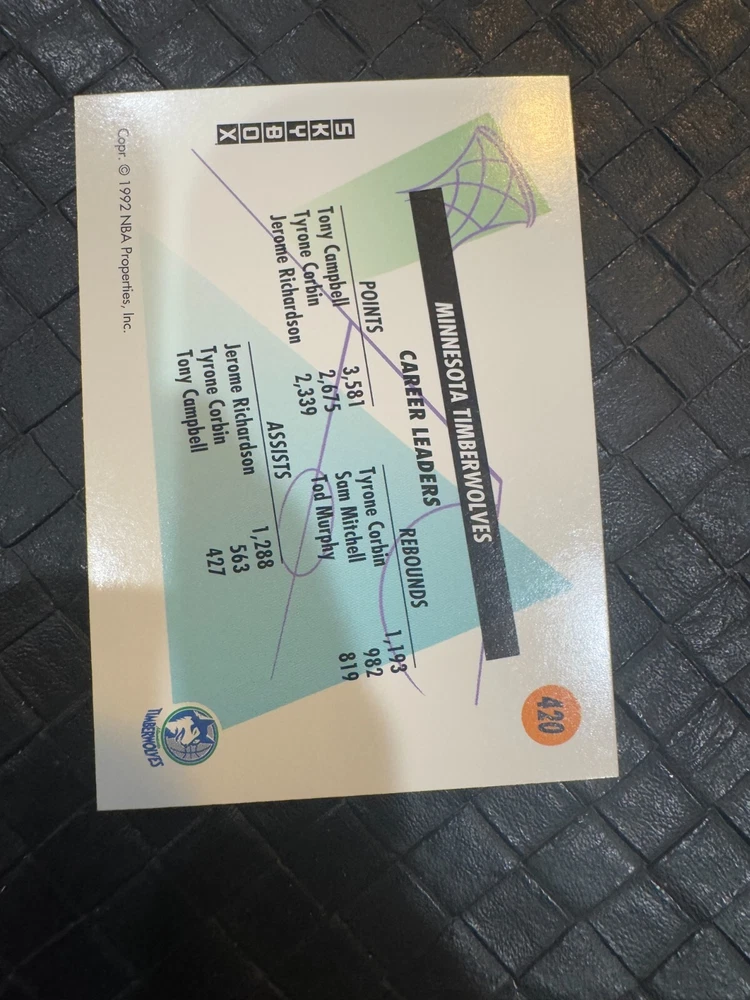 420
MINNESOTA TIMBERWOLVES
CAREER LEADERS
POINTS
Tony Campbell 3,581
Tyrone Corbin 2,675
Jerome Richardson 2,339
REBOUNDS
Tyrone Corbin 1,193
Sam Mitchell 982
Tod Murphy 819
ASSISTS
Jerome Richardson 1,288
Tyrone Corbin 563
Tony Campbell 427
SKYBOX
TIMBERWOLVES
Copr. © 1992 NBA Properties, Inc.